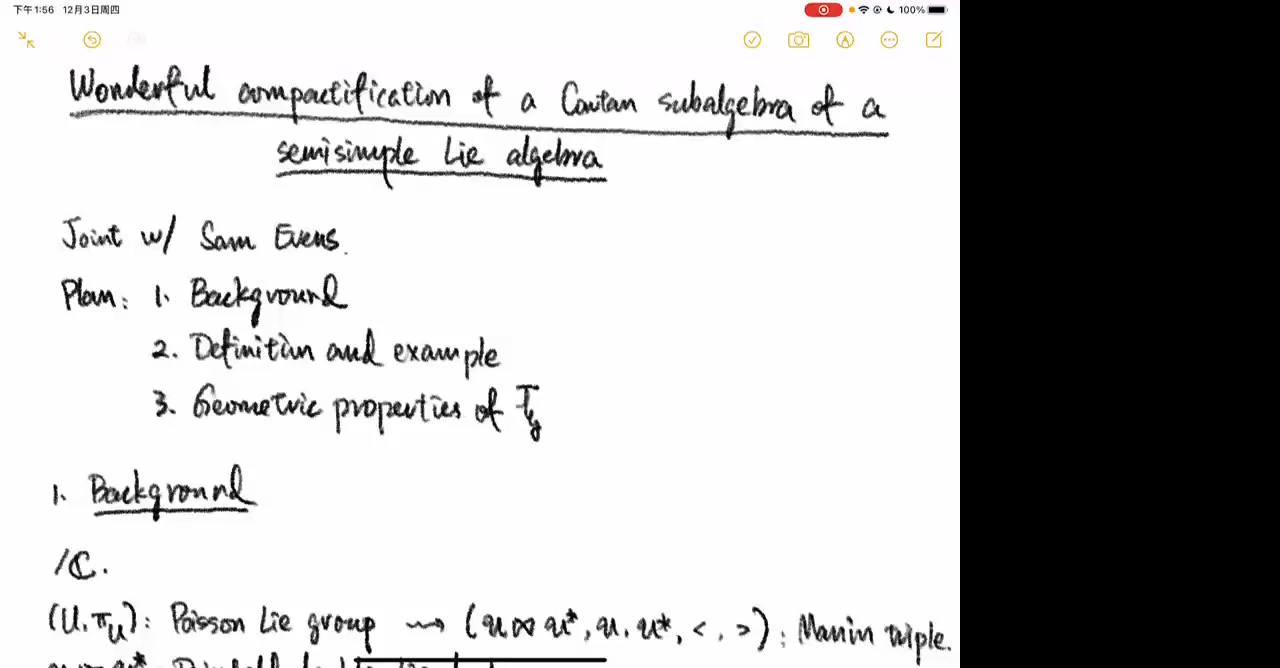 下午1:56 12月3日周四 100%
Wonderful compactification of a Cartan subalgebra of a
semisimple Lie algebra
Joint w/ Sam Evens.
Plan: 1. Background
2. Definition and example
3. Geometric properties of
1. Background
/ℂ.
(U, π_U): Poisson Lie group ⇝ (𝔲 ⋈ 𝔲*, 𝔲, 𝔲*, < , >): Manin triple.